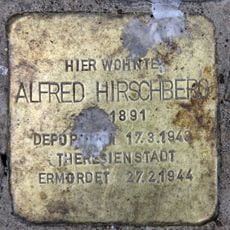 HIER WOHNTE
ALFRED HIRSCHBERG
1891
DEPORTIERT 17.3.1943
THERESIENSTADT
ERMORDET 27.2.1944